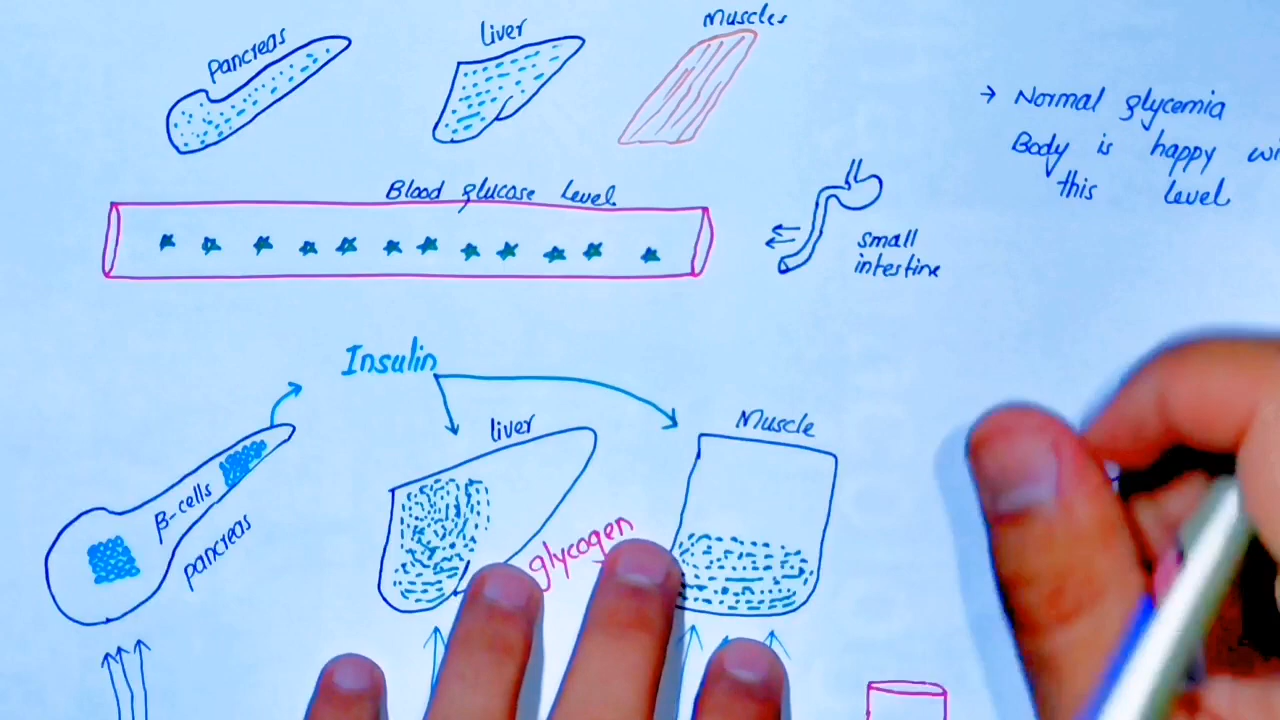 Pancreas
liver
Muscles
→ Normal glycemia
Body is happy wi
this level
Blood glucose Level
small
intestine
Insulin
liver
Muscle
β-cells
pancreas
glycogen